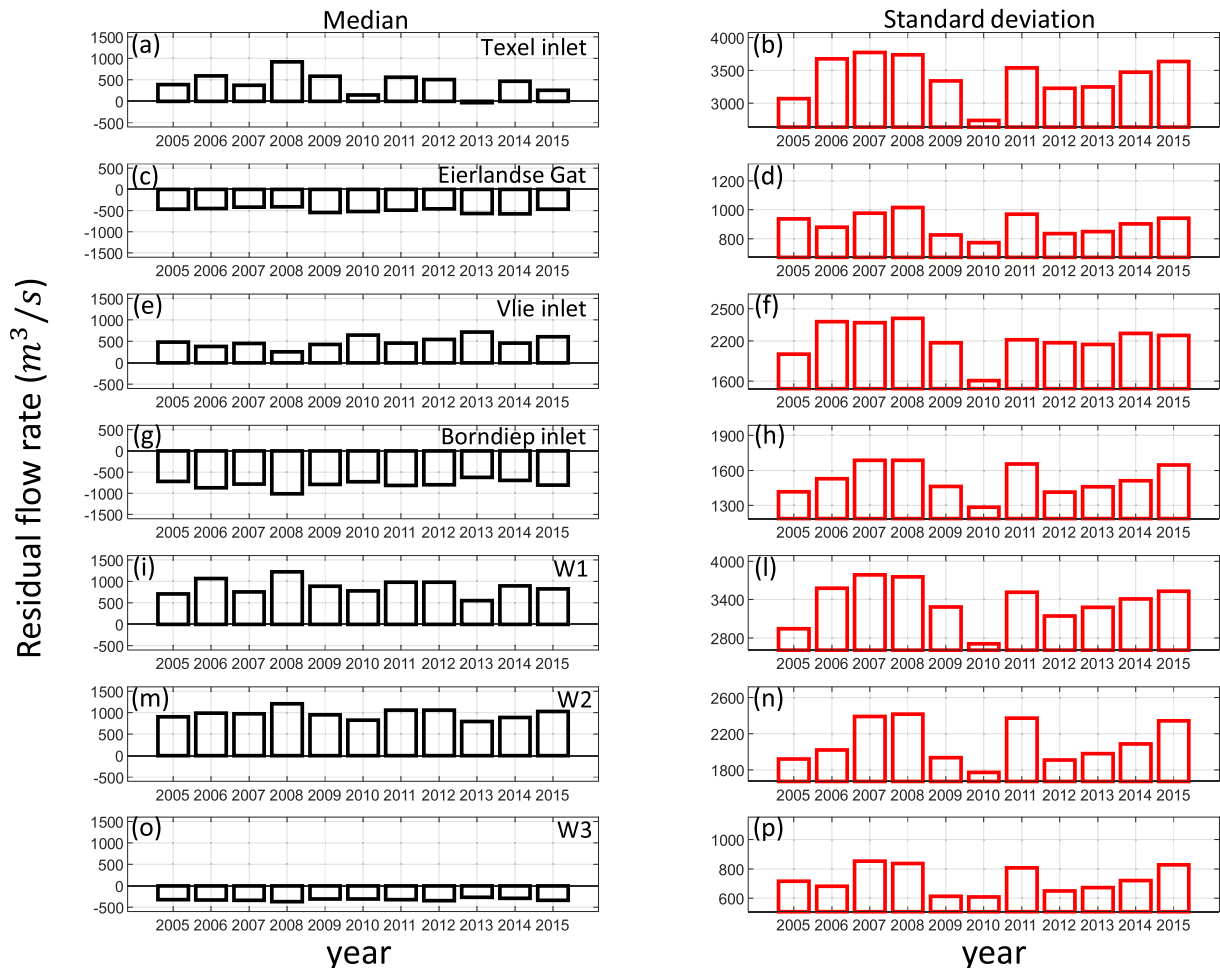 Median
Standard deviation
Residual flow rate (m³/s)
(a)
Texel inlet
1500
1000
500
0
-500
2005 2006 2007 2008 2009 2010 2011 2012 2013 2014 2015
(b)
4000
3500
3000
2005 2006 2007 2008 2009 2010 2011 2012 2013 2014 2015
(c)
Eierlandse Gat
500
0
-500
-1000
-1500
2005 2006 2007 2008 2009 2010 2011 2012 2013 2014 2015
(d)
1200
1000
800
2005 2006 2007 2008 2009 2010 2011 2012 2013 2014 2015
(e)
Vlie inlet
1500
1000
500
0
-500
2005 2006 2007 2008 2009 2010 2011 2012 2013 2014 2015
(f)
2500
2200
1600
2005 2006 2007 2008 2009 2010 2011 2012 2013 2014 2015
(g)
Borndiep inlet
500
0
-500
-1000
-1500
2005 2006 2007 2008 2009 2010 2011 2012 2013 2014 2015
(h)
1900
1600
1300
2005 2006 2007 2008 2009 2010 2011 2012 2013 2014 2015
(i)
W1
1500
1000
500
0
-500
2005 2006 2007 2008 2009 2010 2011 2012 2013 2014 2015
(l)
4000
3400
2800
2005 2006 2007 2008 2009 2010 2011 2012 2013 2014 2015
(m)
W2
1500
1000
500
0
-500
2005 2006 2007 2008 2009 2010 2011 2012 2013 2014 2015
(n)
2600
2200
1800
2005 2006 2007 2008 2009 2010 2011 2012 2013 2014 2015
(o)
W3
1500
1000
500
0
-500
2005 2006 2007 2008 2009 2010 2011 2012 2013 2014 2015
(p)
1000
800
600
2005 2006 2007 2008 2009 2010 2011 2012 2013 2014 2015
year
year